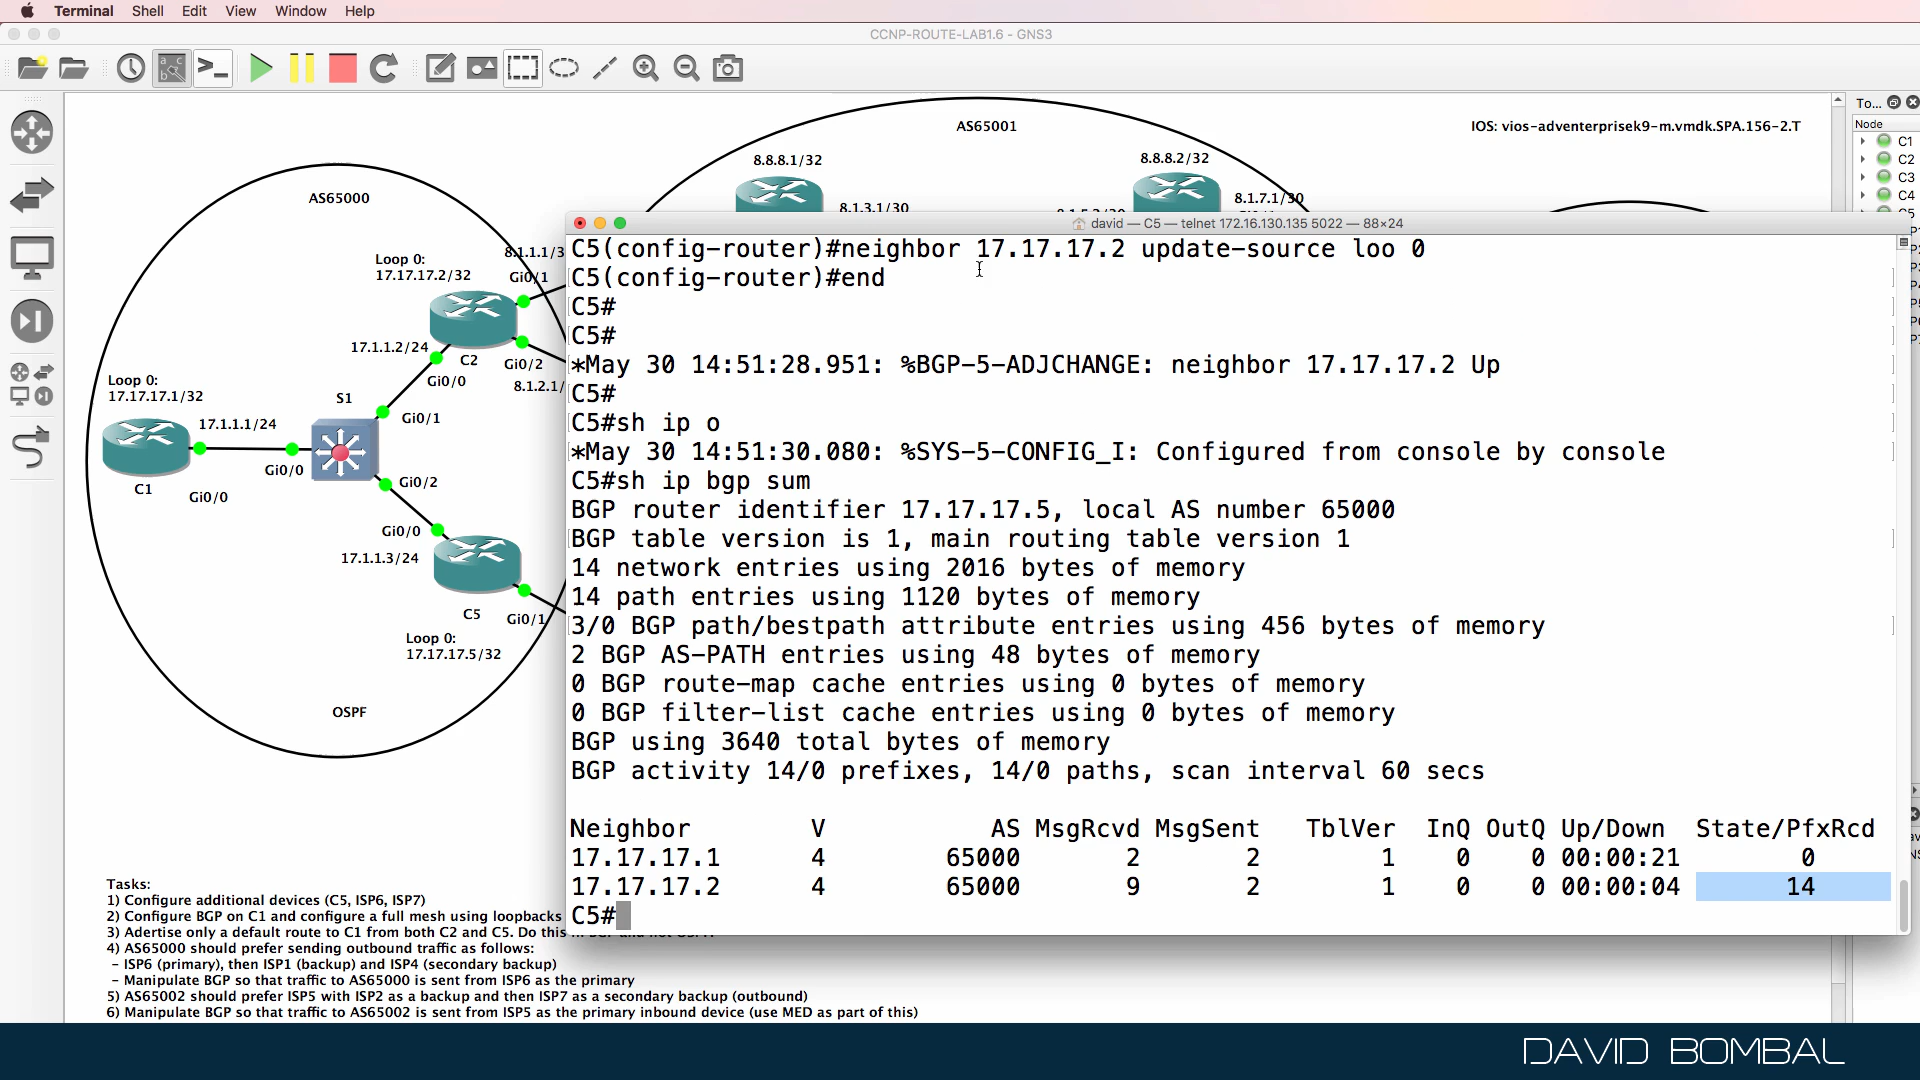 Terminal Shell Edit View Window Help
CCNP-ROUTE-LAB1.6 - GNS3
To...
Node
C1
C2
C3
C4
AS65001
IOS: vios-adventerprisek9-m.vmdk.SPA.156-2.T
8.8.8.1/32
8.8.8.2/32
8.1.3.1/30
8.1.7.1/30
AS65000
Loop 0:
17.17.17.2/32
Gi0/1
17.1.1.2/24
C2
Gi0/2
Gi0/0
8.1.2.1/
Loop 0:
17.17.17.1/32
S1
17.1.1.1/24
Gi0/1
Gi0/0
C1
Gi0/0
Gi0/2
Gi0/0
17.1.1.3/24
C5
Gi0/1
Loop 0:
17.17.17.5/32
OSPF
david — C5 — telnet 172.16.130.135 5022 — 88×24
C5(config-router)#neighbor 17.17.17.2 update-source loo 0
C5(config-router)#end
C5#
C5#
*May 30 14:51:28.951: %BGP-5-ADJCHANGE: neighbor 17.17.17.2 Up
C5#
C5#sh ip o
*May 30 14:51:30.080: %SYS-5-CONFIG_I: Configured from console by console
C5#sh ip bgp sum
BGP router identifier 17.17.17.5, local AS number 65000
BGP table version is 1, main routing table version 1
14 network entries using 2016 bytes of memory
14 path entries using 1120 bytes of memory
3/0 BGP path/bestpath attribute entries using 456 bytes of memory
2 BGP AS-PATH entries using 48 bytes of memory
0 BGP route-map cache entries using 0 bytes of memory
0 BGP filter-list cache entries using 0 bytes of memory
BGP using 3640 total bytes of memory
BGP activity 14/0 prefixes, 14/0 paths, scan interval 60 secs
Neighbor V AS MsgRcvd MsgSent TblVer InQ OutQ Up/Down State/PfxRcd
17.17.17.1 4 65000 2 2 1 0 0 00:00:21 0
17.17.17.2 4 65000 9 2 1 0 0 00:00:04 14
C5#
Tasks:
1) Configure additional devices (C5, ISP6, ISP7)
2) Configure BGP on C1 and configure a full mesh using loopbacks
3) Adertise only a default route to C1 from both C2 and C5. Do this
4) AS65000 should prefer sending outbound traffic as follows:
- ISP6 (primary), then ISP1 (backup) and ISP4 (secondary backup)
- Manipulate BGP so that traffic to AS65000 is sent from ISP6 as the primary
5) AS65002 should prefer ISP5 with ISP2 as a backup and then ISP7 as a secondary backup (outbound)
6) Manipulate BGP so that traffic to AS65002 is sent from ISP5 as the primary inbound device (use MED as part of this)
DAVID BOMBAL